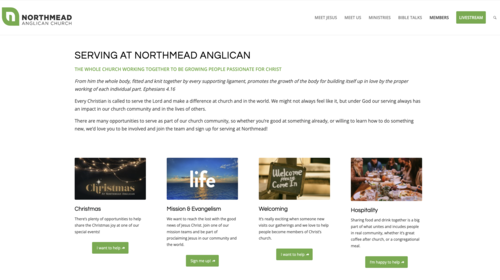 NORTHMEAD
ANGLICAN CHURCH
MEET JESUS MEET US MINISTRIES BIBLE TALKS MEMBERS LIVESTREAM
SERVING AT NORTHMEAD ANGLICAN
THE WHOLE CHURCH WORKING TOGETHER TO BE GROWING PEOPLE PASSIONATE FOR CHRIST
From him the whole body, fitted and knit together by every supporting ligament, promotes the growth of the body for building itself up in love by the proper
working of each individual part. Ephesians 4.16
Every Christian is called to serve the Lord and make a difference at church and in the world. We might not always feel like it, but under God our serving always has
an impact in our church community and in the lives of others.
There are many opportunities to serve as part of our church community, so whether you're good at something already, or willing to learn how to do something
new, we'd love you to be involved and join the team and sign up for serving at Northmead!
Christmas
life
Welcome
Please
Come In
Christmas
There's plenty of opportunities to help
share the Christmas joy at one of our
special events!
I want to help
Mission & Evangelism
We want to reach the lost with the good
news of Jesus Christ. Join one of our
mission teams and be part of
proclaiming Jesus in our community and
the world.
Sign me up!
Welcoming
It's really exciting when someone new
visits our gatherings and we love to help
people become members of Christ's
church.
I want to help
Hospitality
Sharing food and drink together is a big
part of what unites and includes people
in real community, whether it's great
coffee after church, or a congregational
meal.
I'm happy to help